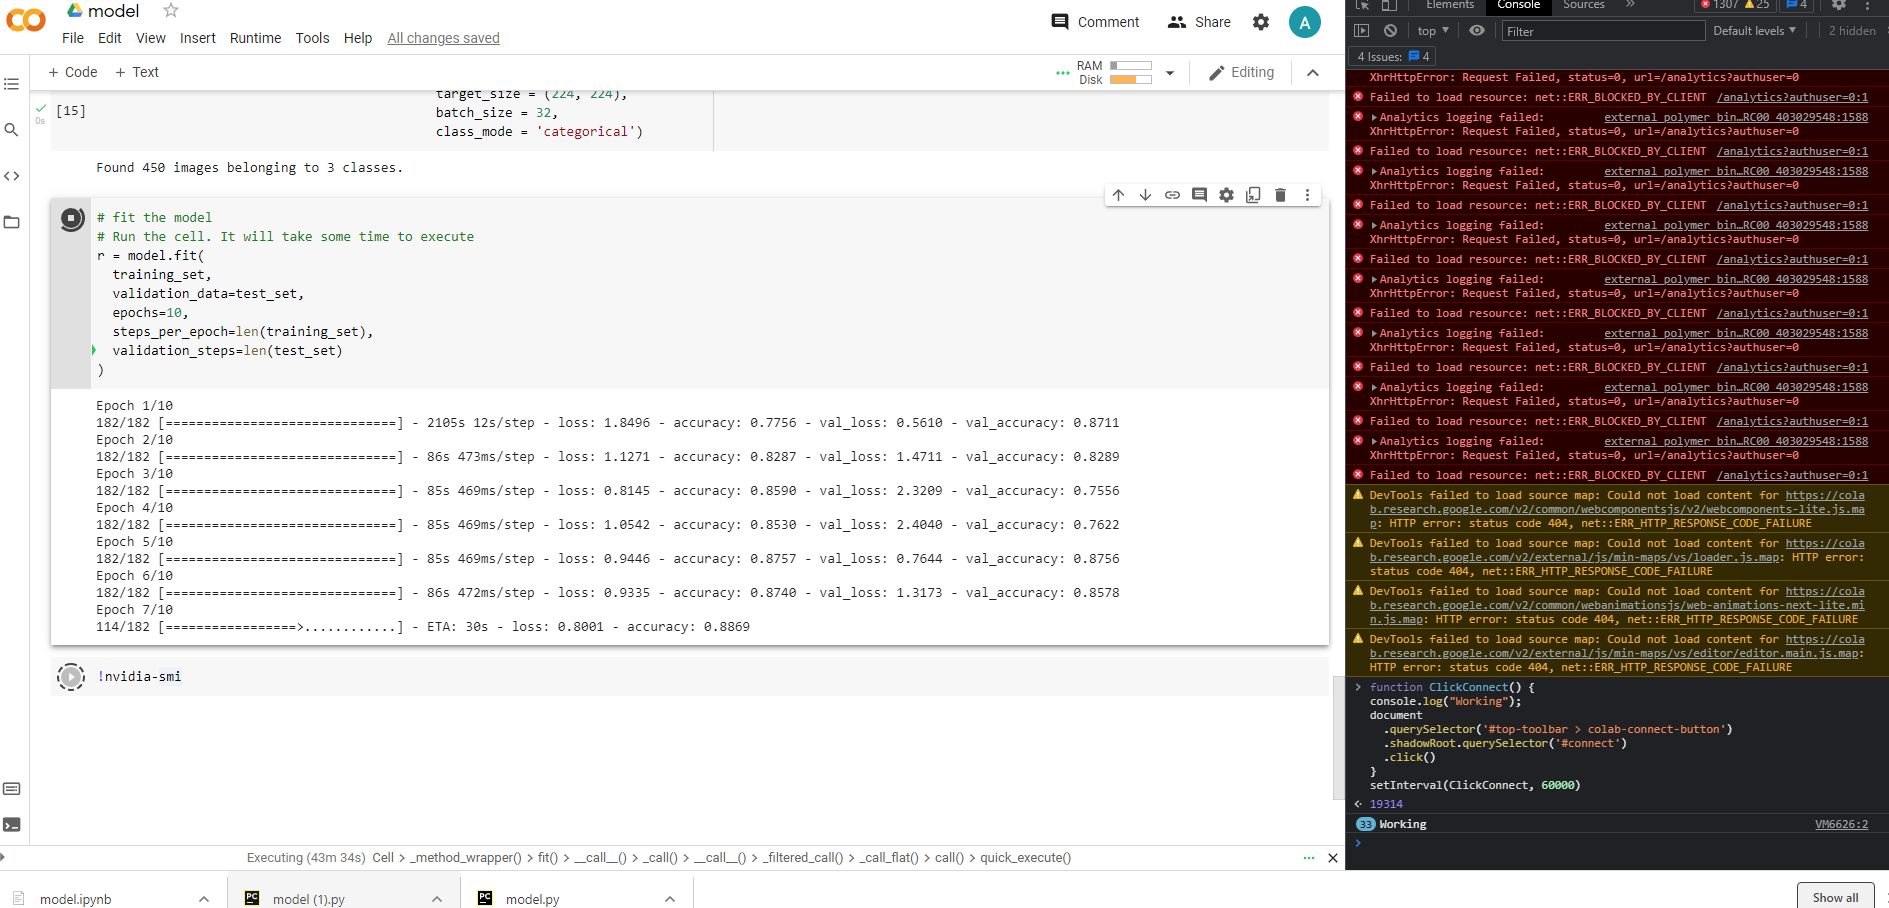 model
File Edit View Insert Runtime Tools Help All changes saved
Comment Share A
+ Code + Text
RAM
Disk
Editing
[15]
0s
target_size = (224, 224),
batch_size = 32,
class_mode = 'categorical')
Found 450 images belonging to 3 classes.
# fit the model
# Run the cell. It will take some time to execute
r = model.fit(
training_set,
validation_data=test_set,
epochs=10,
steps_per_epoch=len(training_set),
validation_steps=len(test_set)
)
Epoch 1/10
182/182 [==============================] - 2105s 12s/step - loss: 1.8496 - accuracy: 0.7756 - val_loss: 0.5610 - val_accuracy: 0.8711
Epoch 2/10
182/182 [==============================] - 86s 473ms/step - loss: 1.1271 - accuracy: 0.8287 - val_loss: 1.4711 - val_accuracy: 0.8289
Epoch 3/10
182/182 [==============================] - 85s 469ms/step - loss: 0.8145 - accuracy: 0.8590 - val_loss: 2.3209 - val_accuracy: 0.7556
Epoch 4/10
182/182 [==============================] - 85s 469ms/step - loss: 1.0542 - accuracy: 0.8530 - val_loss: 2.4040 - val_accuracy: 0.7622
Epoch 5/10
182/182 [==============================] - 85s 469ms/step - loss: 0.9446 - accuracy: 0.8757 - val_loss: 0.7644 - val_accuracy: 0.8756
Epoch 6/10
182/182 [==============================] - 86s 472ms/step - loss: 0.9335 - accuracy: 0.8740 - val_loss: 1.3173 - val_accuracy: 0.8578
Epoch 7/10
114/182 [=================>............] - ETA: 30s - loss: 0.8001 - accuracy: 0.8869
!nvidia-smi
Executing (43m 34s) Cell > _method_wrapper() > fit() > __call__() > _call() > __call__() > _filtered_call() > _call_flat() > call() > quick_execute()
model.ipynb
PC model (1).py
PC model.py
Show all
Elements Console Sources » 1307 25 4
top Filter Default levels 2 hidden
4 Issues: 4
XhrHttpError: Request Failed, status=0, url=/analytics?authuser=0
Failed to load resource: net::ERR_BLOCKED_BY_CLIENT /analytics?authuser=0:1
Analytics logging failed: external_polymer_bin…RC00_403029548:1588
XhrHttpError: Request Failed, status=0, url=/analytics?authuser=0
Failed to load resource: net::ERR_BLOCKED_BY_CLIENT /analytics?authuser=0:1
Analytics logging failed: external_polymer_bin…RC00_403029548:1588
XhrHttpError: Request Failed, status=0, url=/analytics?authuser=0
Failed to load resource: net::ERR_BLOCKED_BY_CLIENT /analytics?authuser=0:1
Analytics logging failed: external_polymer_bin…RC00_403029548:1588
XhrHttpError: Request Failed, status=0, url=/analytics?authuser=0
Failed to load resource: net::ERR_BLOCKED_BY_CLIENT /analytics?authuser=0:1
Analytics logging failed: external_polymer_bin…RC00_403029548:1588
XhrHttpError: Request Failed, status=0, url=/analytics?authuser=0
Failed to load resource: net::ERR_BLOCKED_BY_CLIENT /analytics?authuser=0:1
Analytics logging failed: external_polymer_bin…RC00_403029548:1588
XhrHttpError: Request Failed, status=0, url=/analytics?authuser=0
Failed to load resource: net::ERR_BLOCKED_BY_CLIENT /analytics?authuser=0:1
Analytics logging failed: external_polymer_bin…RC00_403029548:1588
XhrHttpError: Request Failed, status=0, url=/analytics?authuser=0
Failed to load resource: net::ERR_BLOCKED_BY_CLIENT /analytics?authuser=0:1
Analytics logging failed: external_polymer_bin…RC00_403029548:1588
XhrHttpError: Request Failed, status=0, url=/analytics?authuser=0
Failed to load resource: net::ERR_BLOCKED_BY_CLIENT /analytics?authuser=0:1
DevTools failed to load source map: Could not load content for https://cola
b.research.google.com/v2/common/webcomponentsjs/v2/webcomponents-lite.js.ma
p: HTTP error: status code 404, net::ERR_HTTP_RESPONSE_CODE_FAILURE
DevTools failed to load source map: Could not load content for https://cola
b.research.google.com/v2/external/js/min-maps/vs/loader.js.map: HTTP error:
status code 404, net::ERR_HTTP_RESPONSE_CODE_FAILURE
DevTools failed to load source map: Could not load content for https://cola
b.research.google.com/v2/common/webanimationsjs/web-animations-next-lite.mi
n.js.map: HTTP error: status code 404, net::ERR_HTTP_RESPONSE_CODE_FAILURE
DevTools failed to load source map: Could not load content for https://cola
b.research.google.com/v2/external/js/min-maps/vs/editor/editor.main.js.map:
HTTP error: status code 404, net::ERR_HTTP_RESPONSE_CODE_FAILURE
function ClickConnect() {
console.log("Working");
document
.querySelector('#top-toolbar > colab-connect-button')
.shadowRoot.querySelector('#connect')
.click()
}
setInterval(ClickConnect, 60000)
19314
33 Working VM6626:2